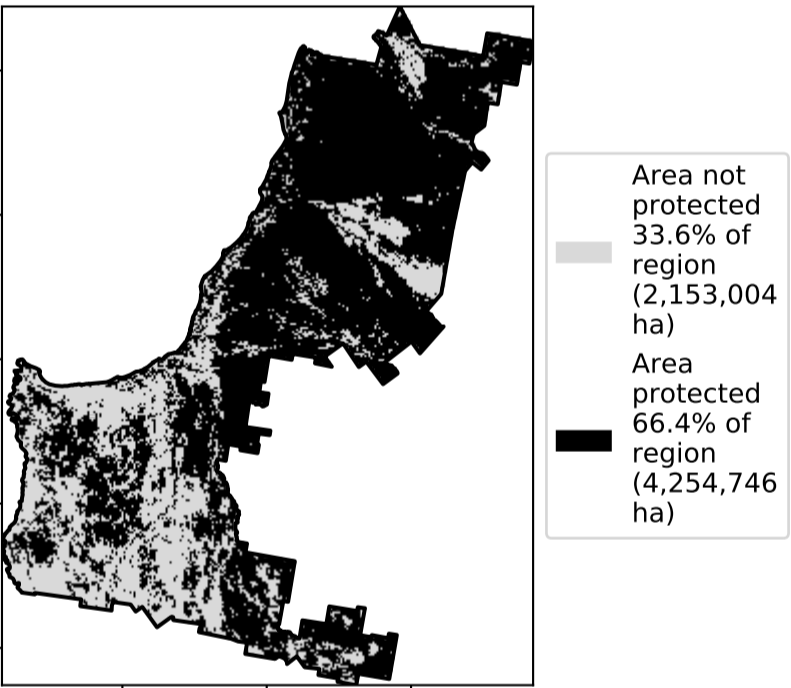 Area not
protected
33.6% of
region
(2,153,004
ha)
Area
protected
66.4% of
region
(4,254,746
ha)